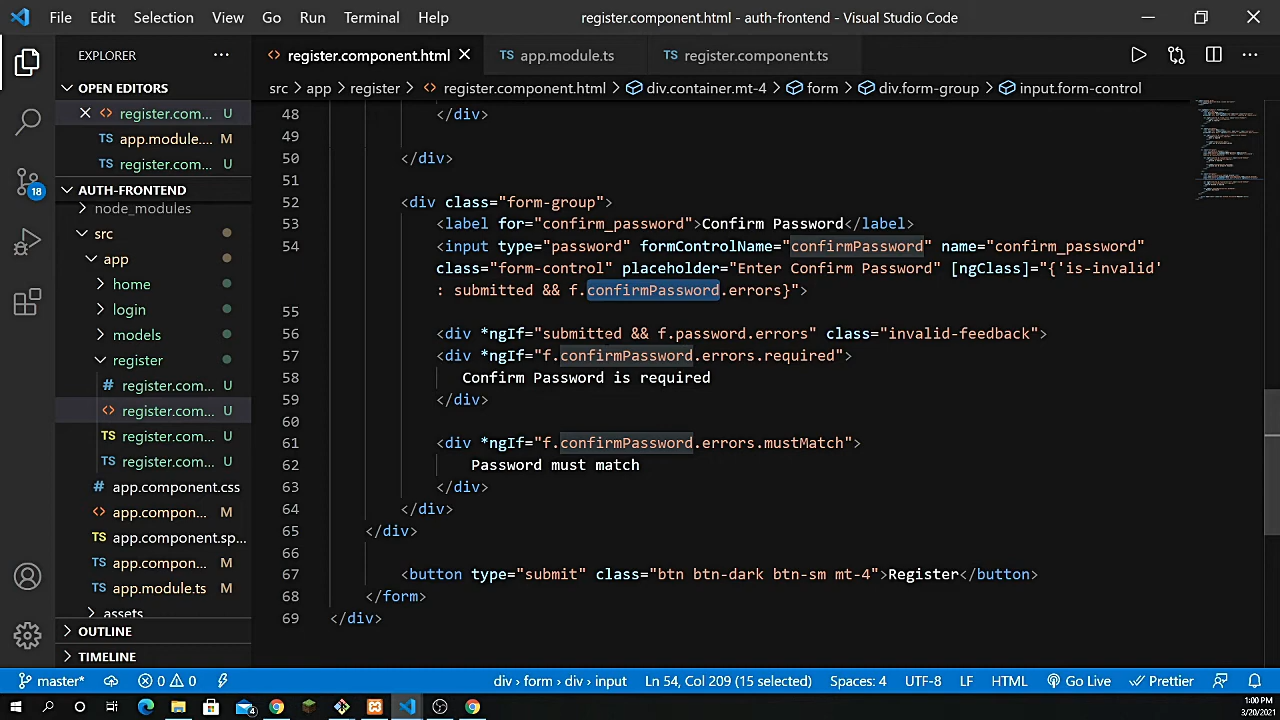 File Edit Selection View Go Run Terminal Help
register.component.html - auth-frontend - Visual Studio Code
EXPLORER
OPEN EDITORS
register.com... U
app.module.... M
register.com... U
AUTH-FRONTEND
node_modules
src
app
home
login
models
register
register.com... U
register.com... U
register.com... U
register.com... U
app.component.css
app.compon... M
app.component.sp...
app.compon... M
app.module.ts M
assets
OUTLINE
TIMELINE
18
register.component.html
TS app.module.ts
TS register.component.ts
src > app > register > register.component.html > div.container.mt-4 > form > div.form-group > input.form-control
48 </div>
49
50 </div>
51
52 <div class="form-group">
53 <label for="confirm_password">Confirm Password</label>
54 <input type="password" formControlName="confirmPassword" name="confirm_password"
class="form-control" placeholder="Enter Confirm Password" [ngClass]="{'is-invalid'
: submitted && f.confirmPassword.errors}">
55
56 <div *ngIf="submitted && f.password.errors" class="invalid-feedback">
57 <div *ngIf="f.confirmPassword.errors.required">
58 Confirm Password is required
59 </div>
60
61 <div *ngIf="f.confirmPassword.errors.mustMatch">
62 Password must match
63 </div>
64 </div>
65 </div>
66
67 <button type="submit" class="btn btn-dark btn-sm mt-4">Register</button>
68 </form>
69 </div>
master* 0 0
div > form > div > input Ln 54, Col 209 (15 selected) Spaces: 4 UTF-8 LF HTML Go Live Prettier
4
1:00 PM
3/20/2021